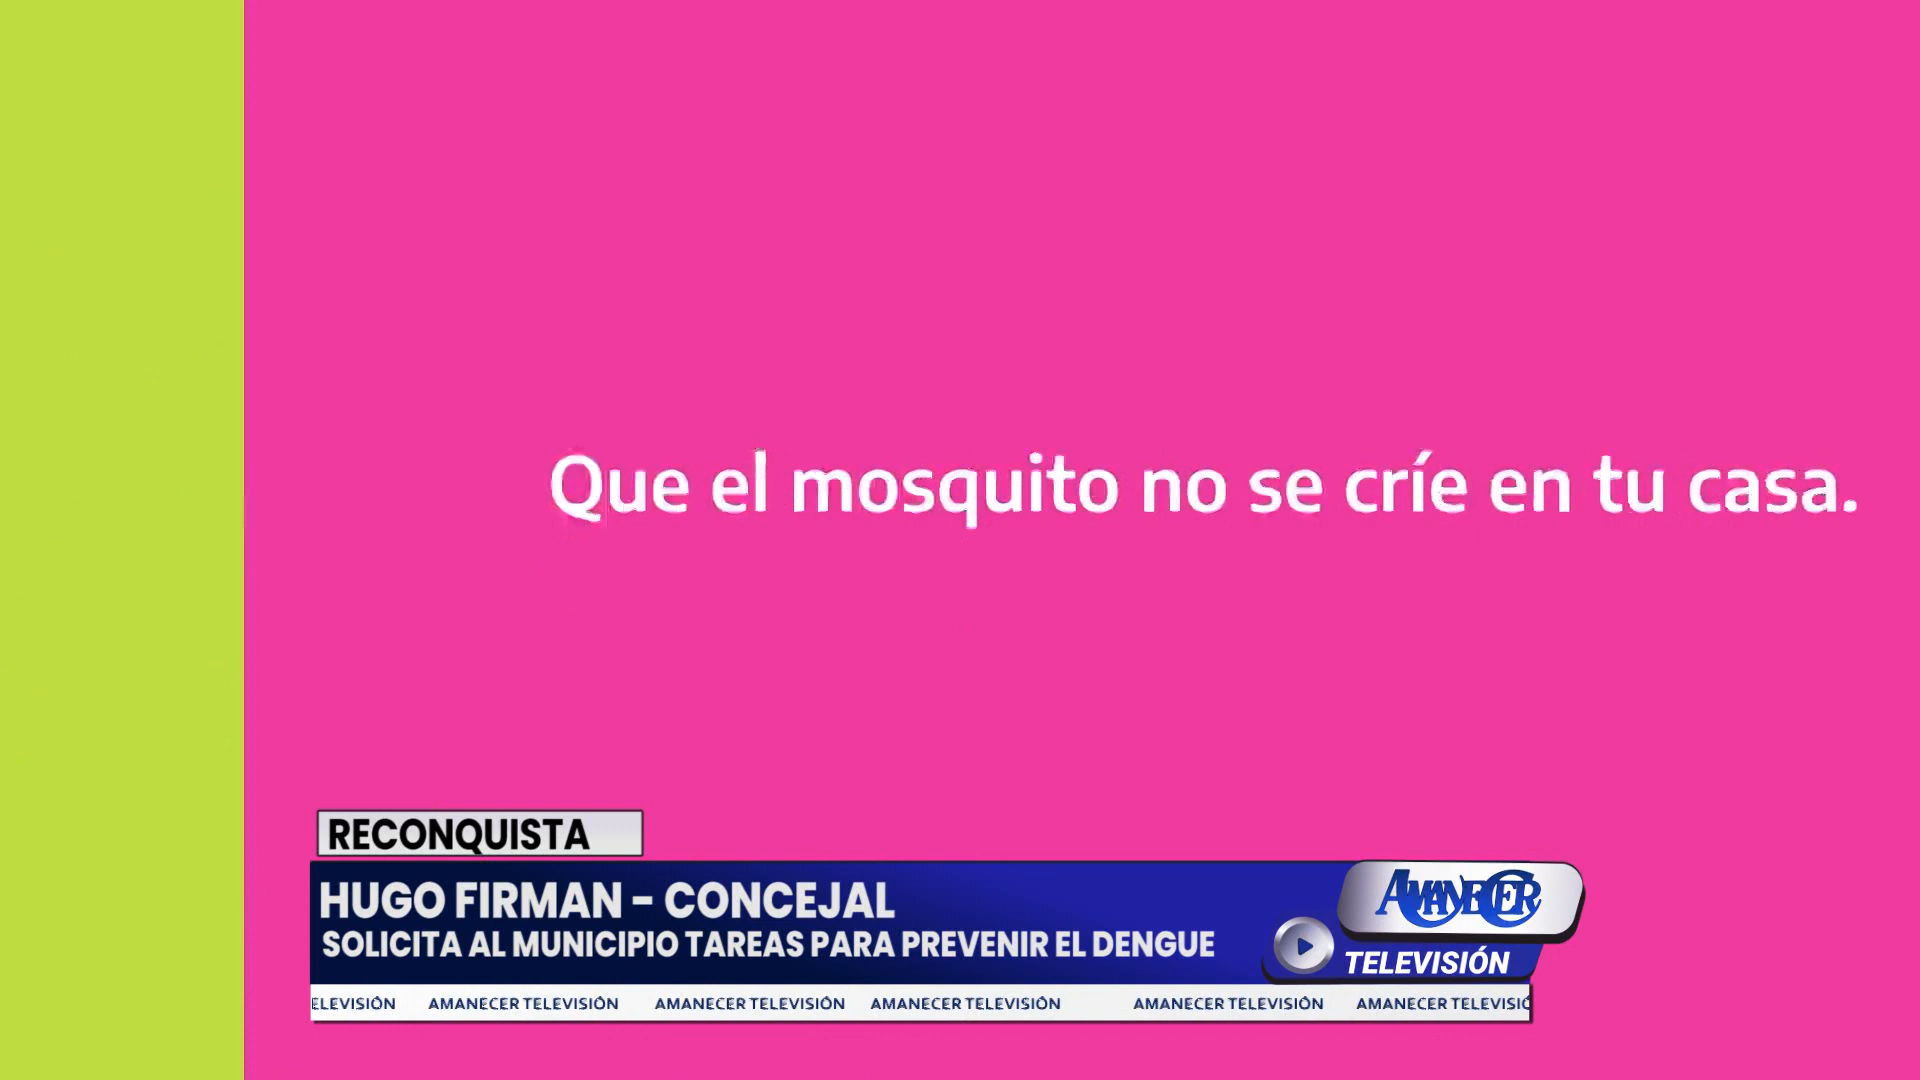 Que el mosquito no se críe en tu casa.
RECONQUISTA
HUGO FIRMAN - CONCEJAL
SOLICITA AL MUNICIPIO TAREAS PARA PREVENIR EL DENGUE
AMANECER
TELEVISIÓN
ELEVISIÓN AMANECER TELEVISIÓN AMANECER TELEVISIÓN AMANECER TELEVISIÓN AMANECER TELEVISIÓN AMANECER TELEVISIÓ